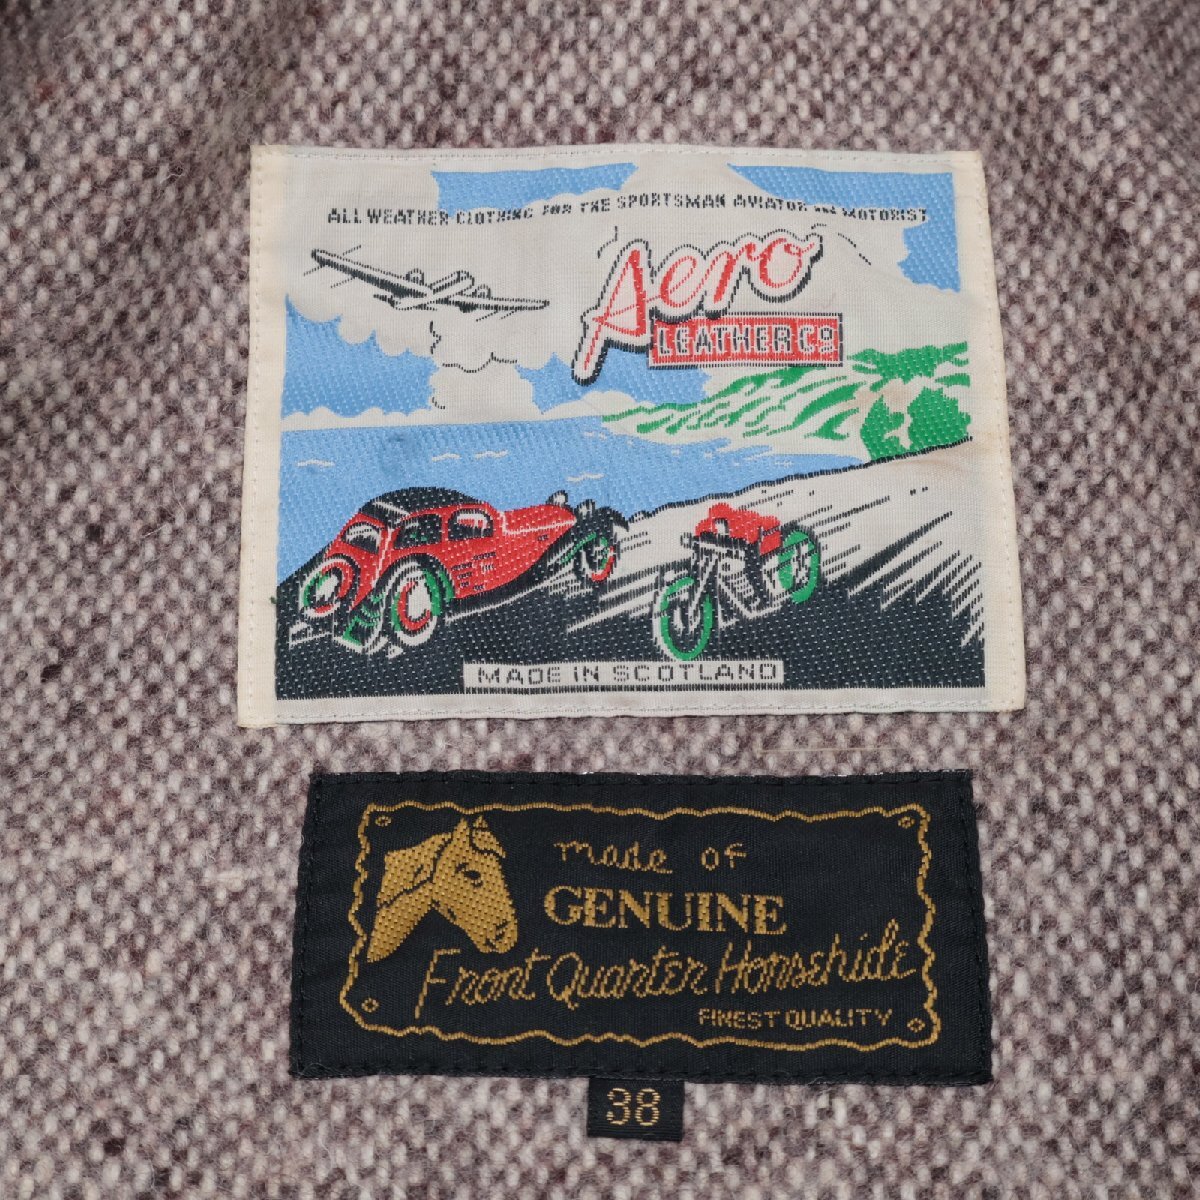 ALL WEATHER CLOTHING FOR THE SPORTSMAN AVIATOR OR MOTORIST
Aero
LEATHER CO
MADE IN SCOTLAND
made of
GENUINE
Front Quarter Horsehide
FINEST QUALITY
38